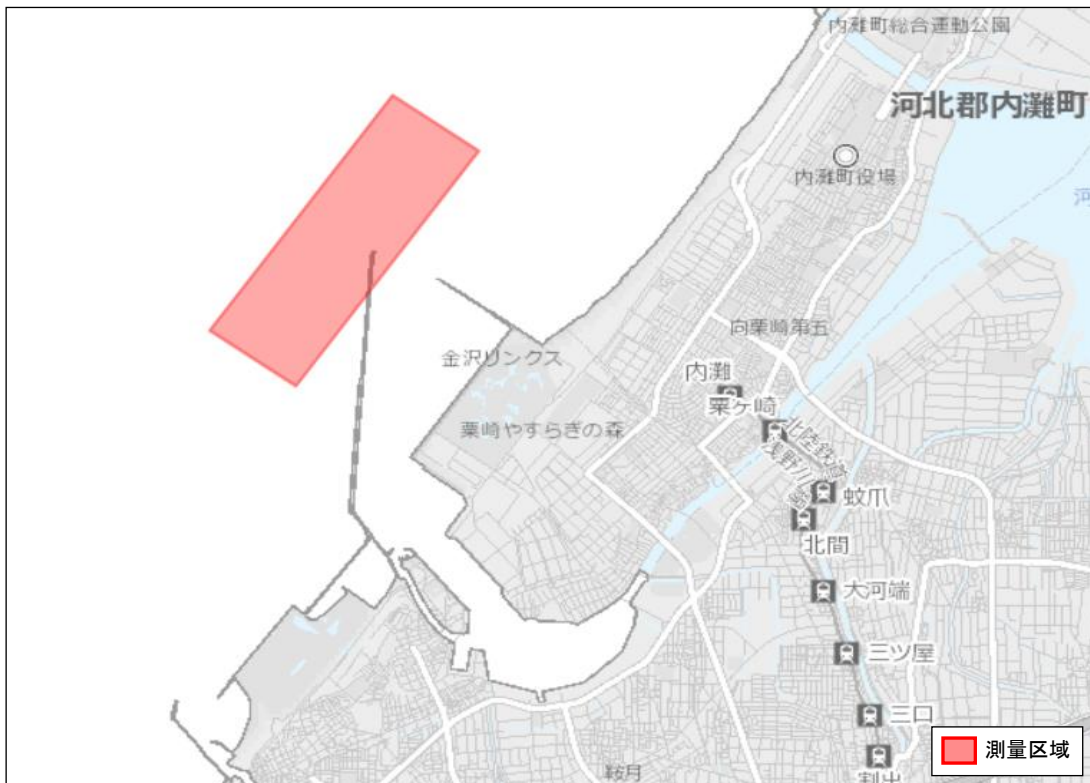 内灘町総合運動公園
河北郡内灘町
内灘町役場
河
向粟崎第五
金沢リンクス
内灘
粟ヶ崎
粟崎やすらぎの森
北陸鉄道
浅野川線
蚊爪
北間
大河端
三ツ屋
三口
測量区域
鞍月
割出